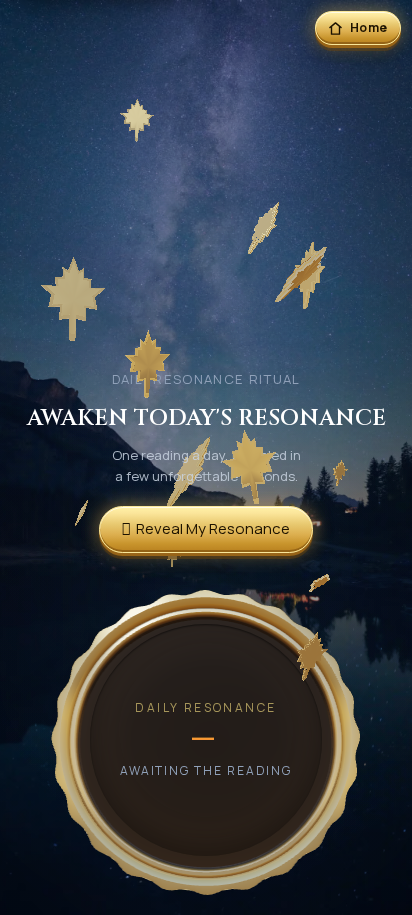 Home
DAILY RESONANCE RITUAL
AWAKEN TODAY'S RESONANCE
One reading a day in
a few unforgettable
Reveal My Resonance
DAILY RESONANCE
AWAITING THE READING